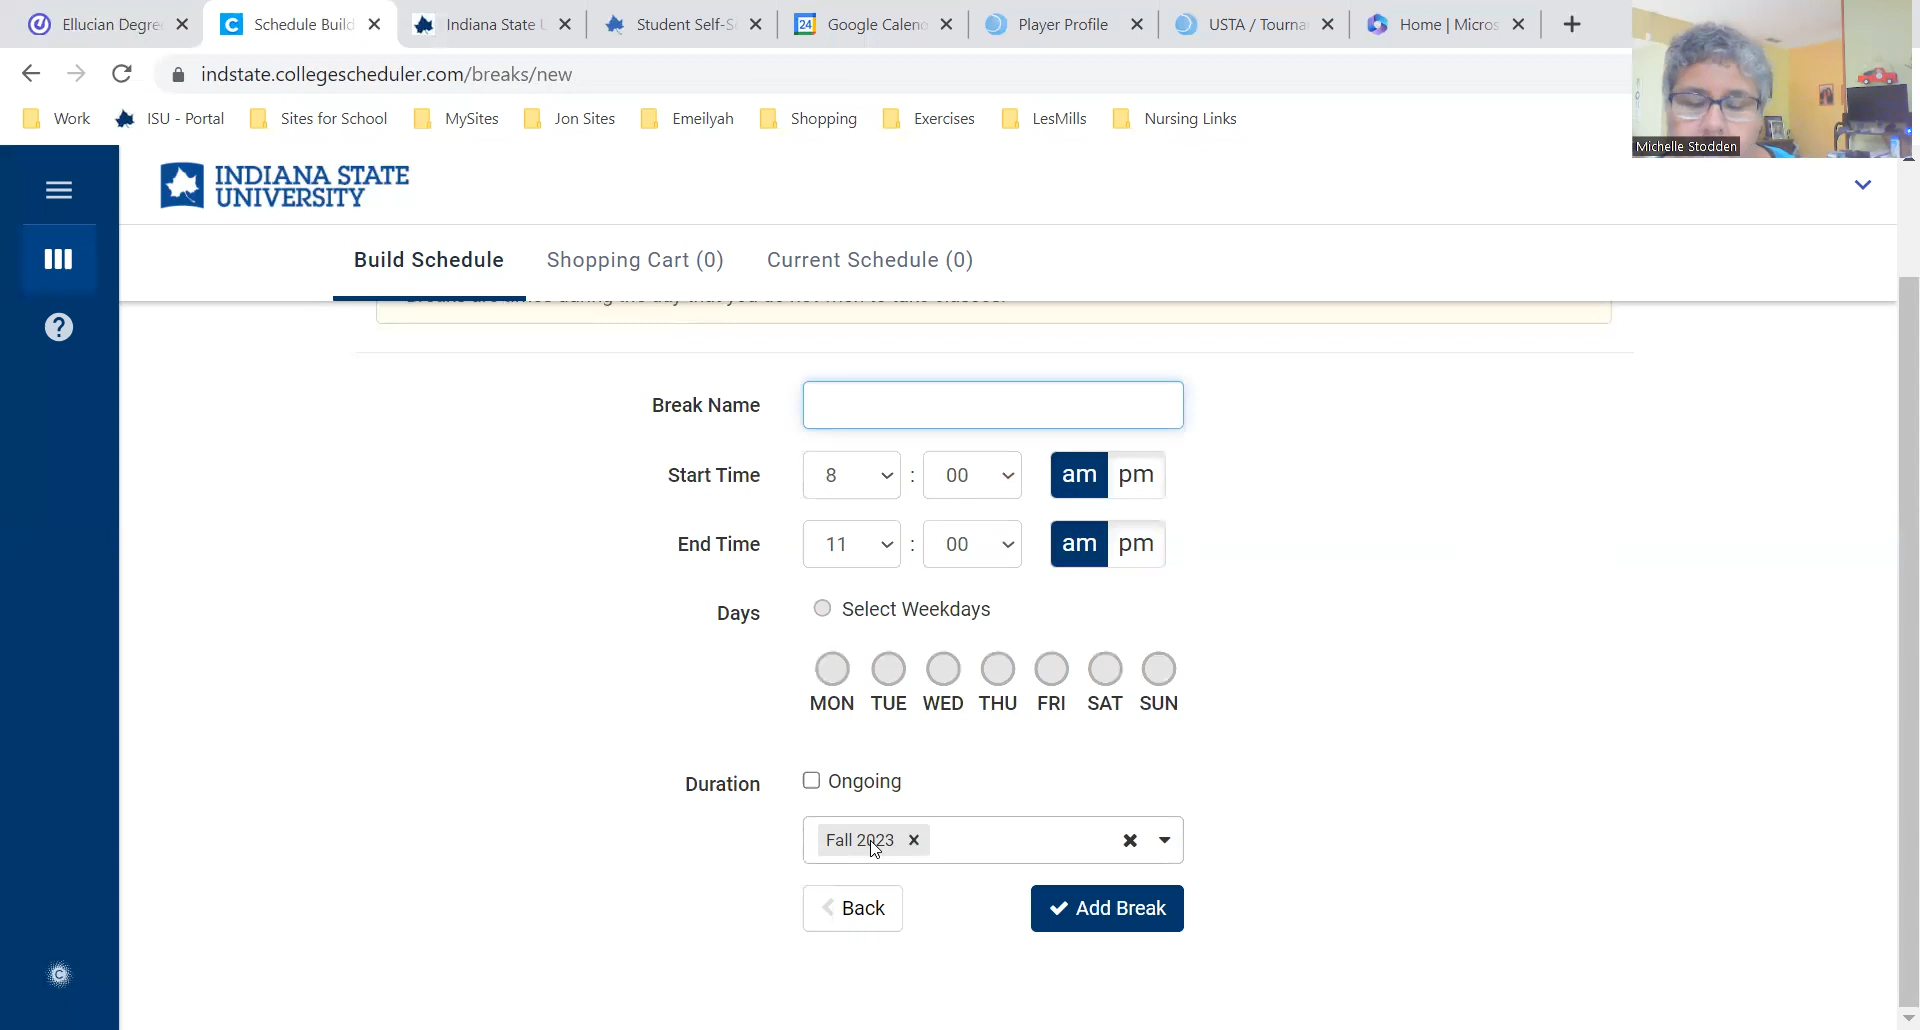 Ellucian Degre
Schedule Build
Indiana State U
Student Self-S
24
Google Calend
Player Profile
USTA / Tourna
Home | Micros
indstate.collegescheduler.com/breaks/new
Work
ISU - Portal
Sites for School
MySites
Jon Sites
Emeilyah
Shopping
Exercises
LesMills
Nursing Links
Michelle Stodden
INDIANA STATE
UNIVERSITY
Build Schedule
Shopping Cart (0)
Current Schedule (0)
Break Name
Start Time 8 : 00 am pm
End Time 11 : 00 am pm
Days Select Weekdays
MON TUE WED THU FRI SAT SUN
Duration Ongoing
Fall 2023
Back
Add Break